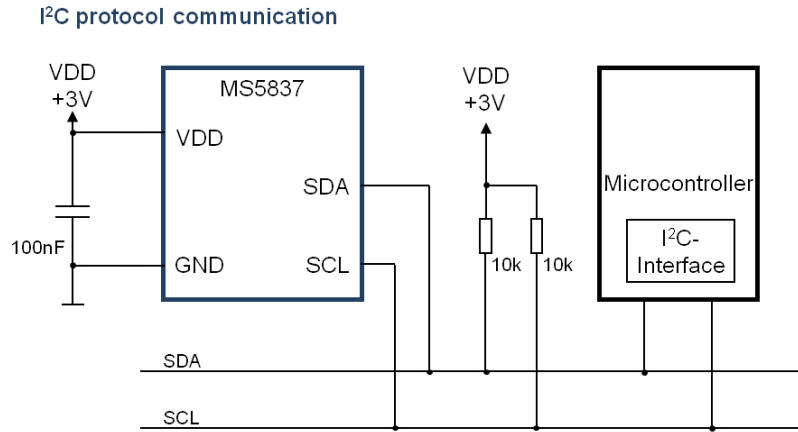 I²C protocol communication
VDD
+3V
MS5837
VDD
SDA
100nF
GND
SCL
VDD
+3V
10k
10k
Microcontroller
I²C-
Interface
SDA
SCL